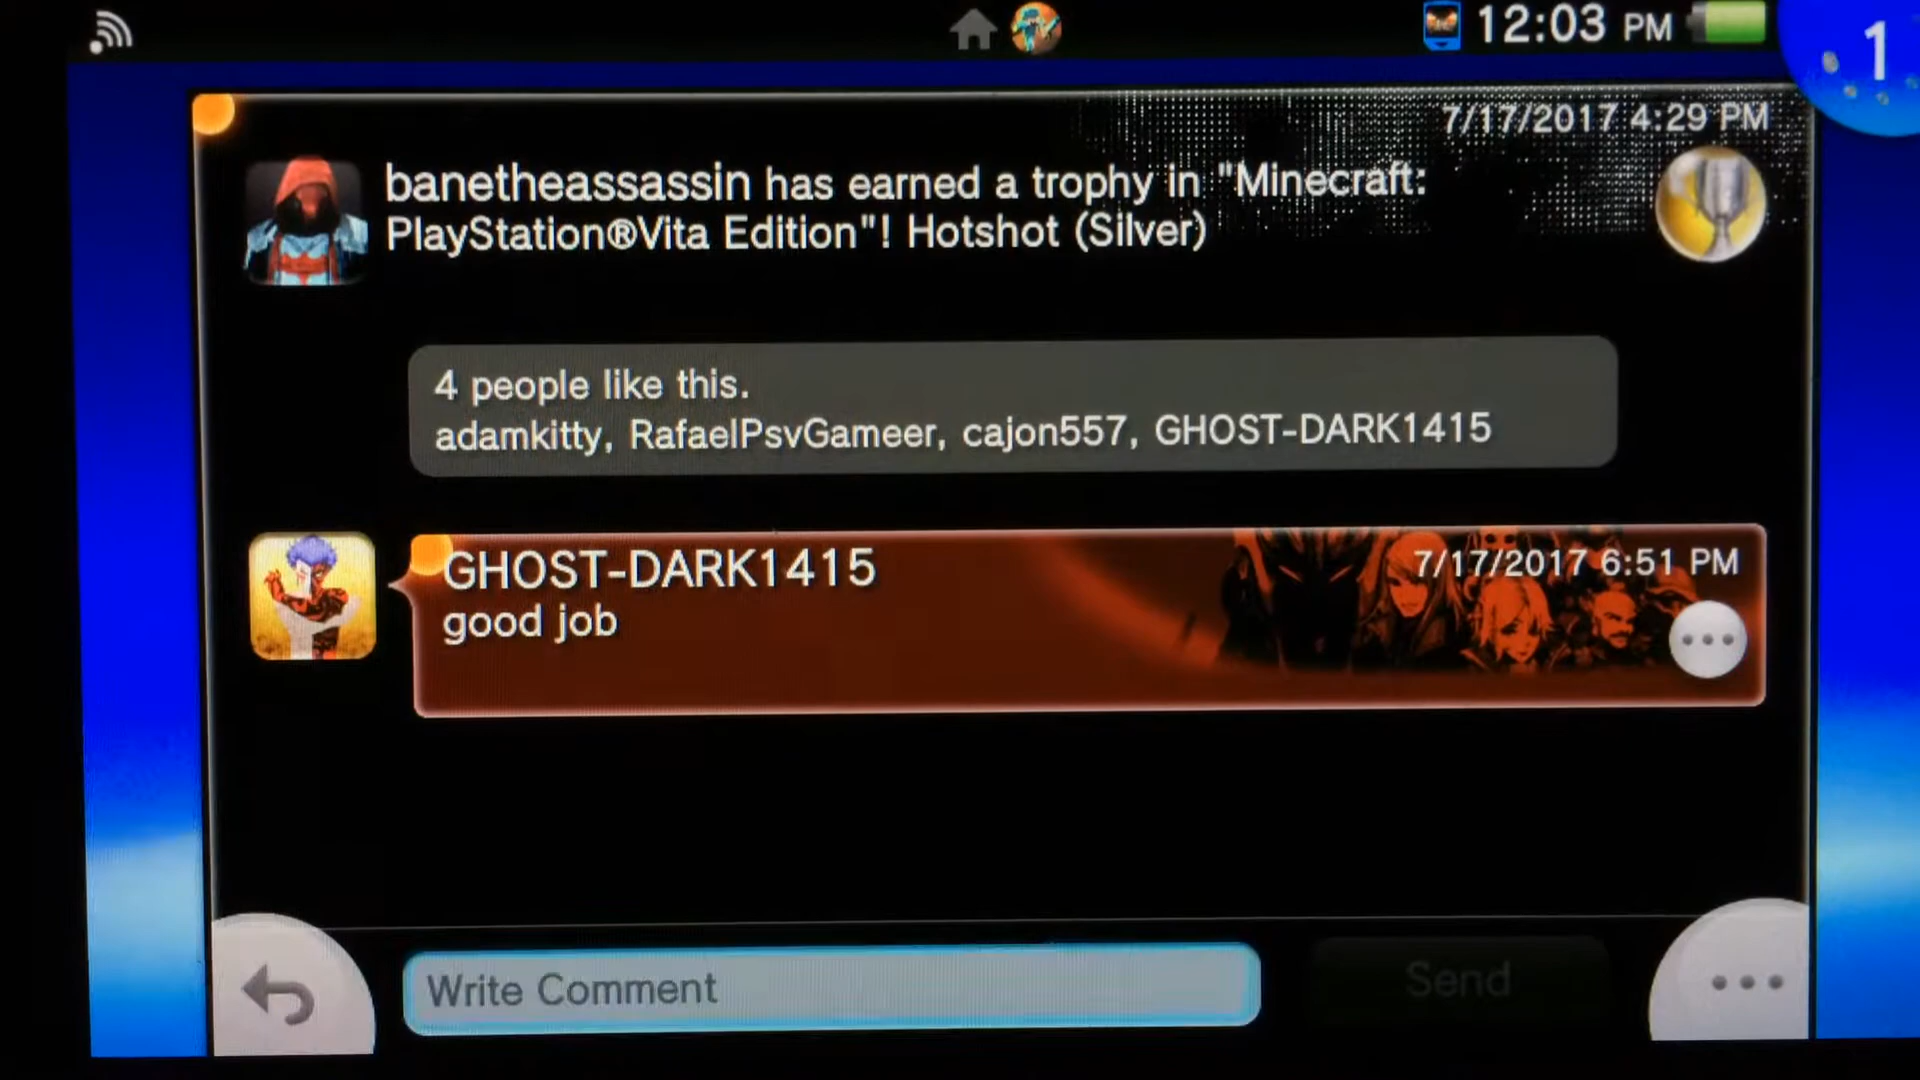 12:03 PM
1
7/17/2017 4:29 PM
banetheassassin has earned a trophy in "Minecraft:
PlayStation®Vita Edition"! Hotshot (Silver)
4 people like this.
adamkitty, RafaelPsvGameer, cajon557, GHOST-DARK1415
GHOST-DARK1415
7/17/2017 6:51 PM
good job
Write Comment
Send